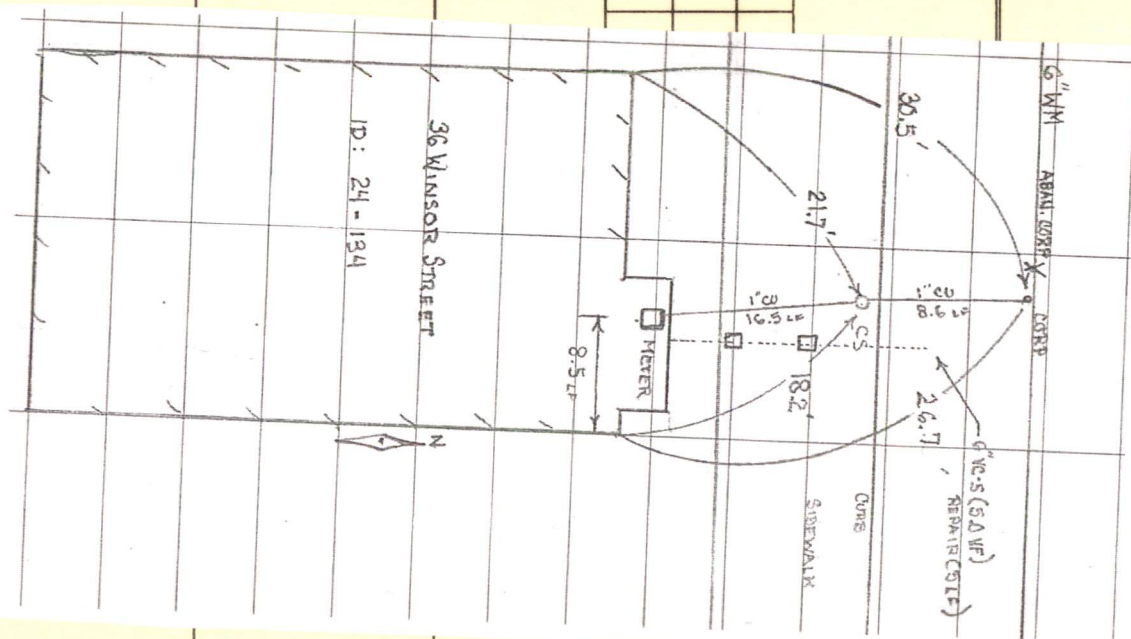 6" WM
ABAN. CORP X
CORP
30.5'
21.7'
1" CU
8.6 LF
1" CU
16.5 LF
CS
18.2'
26.7'
6" VC-S (5.0 VF)
REPAIR (5 LF)
CURB
SIDEWALK
METER
8.5 LF
36 WINSOR STREET
ID: 24-134
N